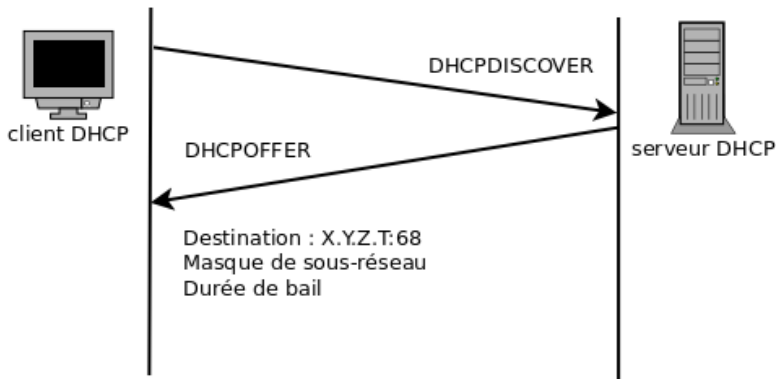 DHCPDISCOVER
client DHCP
DHCPOFFER
serveur DHCP
Destination : X.Y.Z.T:68
Masque de sous-réseau
Durée de bail